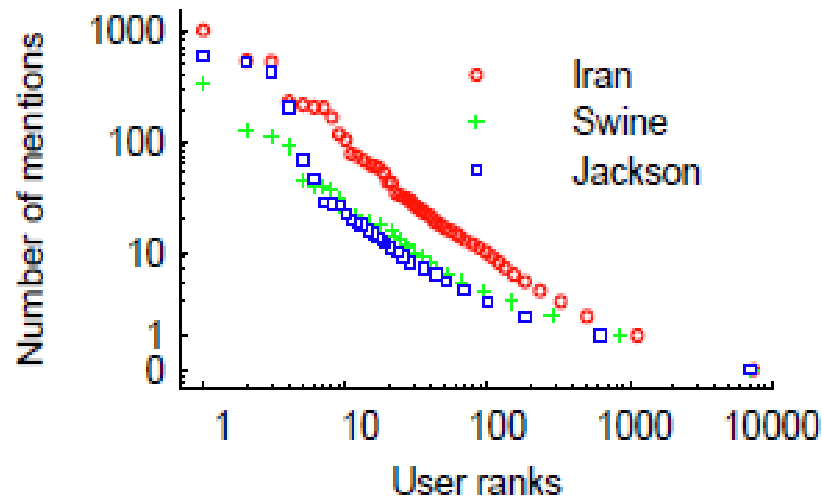 Number of mentions
1000
100
10
1
0
Iran
Swine
Jackson
1 10 100 1000 10000
User ranks